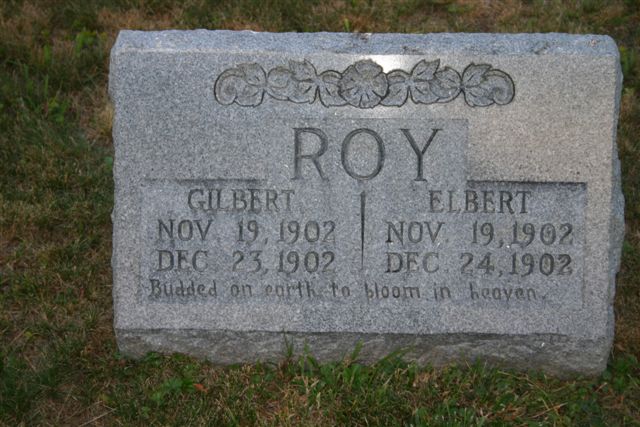 ROY
GILBERT
NOV 19, 1902
DEC 23, 1902
ELBERT
NOV. 19, 1902
DEC 24, 1902
Budded on earth to bloom in heaven.